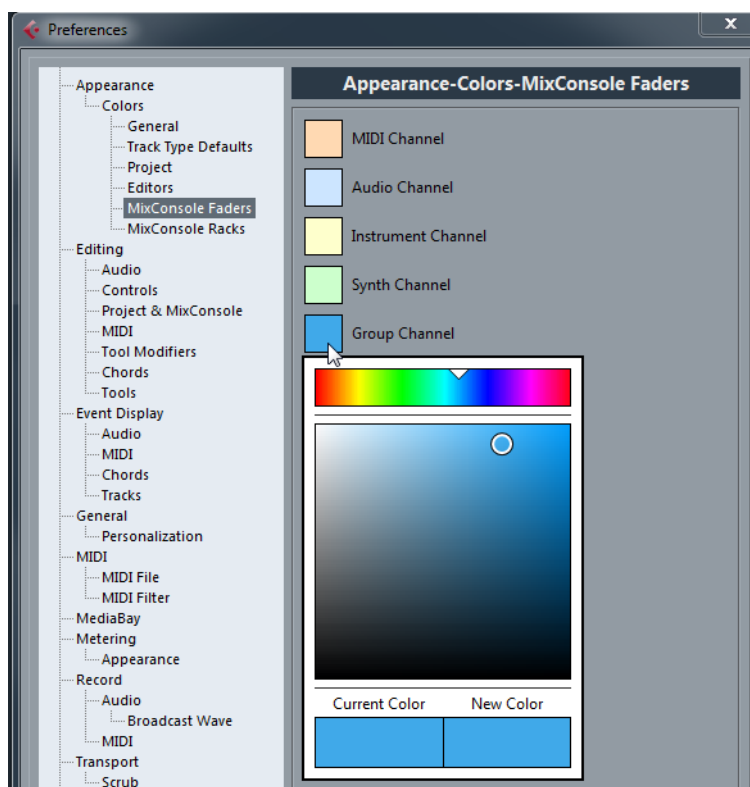 Preferences
x
Appearance
Colors
General
Track Type Defaults
Project
Editors
MixConsole Faders
MixConsole Racks
Editing
Audio
Controls
Project & MixConsole
MIDI
Tool Modifiers
Chords
Tools
Event Display
Audio
MIDI
Chords
Tracks
General
Personalization
MIDI
MIDI File
MIDI Filter
MediaBay
Metering
Appearance
Record
Audio
Broadcast Wave
MIDI
Transport
Scrub
Appearance-Colors-MixConsole Faders
MIDI Channel
Audio Channel
Instrument Channel
Synth Channel
Group Channel
Current Color New Color